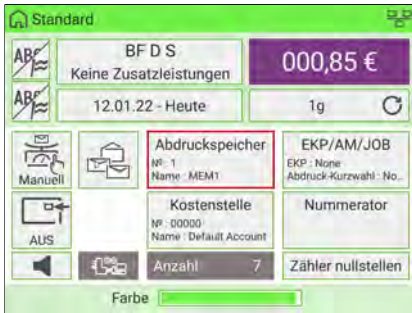 Standard
ABC
BF D S
Keine Zusatzleistungen
000,85 €
ABC
12.01.22 - Heute
1g
Manuell
Abdruckspeicher
Nº : 1
Name : MEM1
EKP/AM/JOB
EKP : None
Abdruck-Kurzwahl : No...
AUS
Kostenstelle
Nº : 00000
Name : Default Account
Nummerator
Anzahl 7
Zähler nullstellen
Farbe